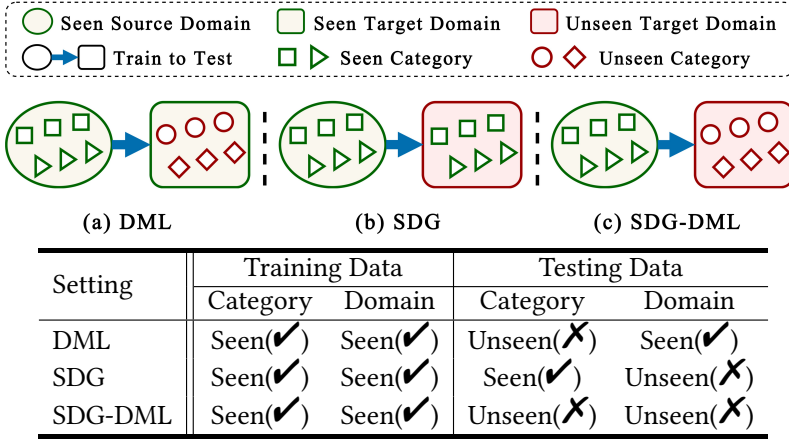 Seen Source Domain Seen Target Domain Unseen Target Domain
Train to Test Seen Category Unseen Category
(a) DML (b) SDG (c) SDG-DML
Setting Training Data Testing Data
Category Domain Category Domain
DML Seen(✔) Seen(✔) Unseen(✗) Seen(✔)
SDG Seen(✔) Seen(✔) Seen(✔) Unseen(✗)
SDG-DML Seen(✔) Seen(✔) Unseen(✗) Unseen(✗)